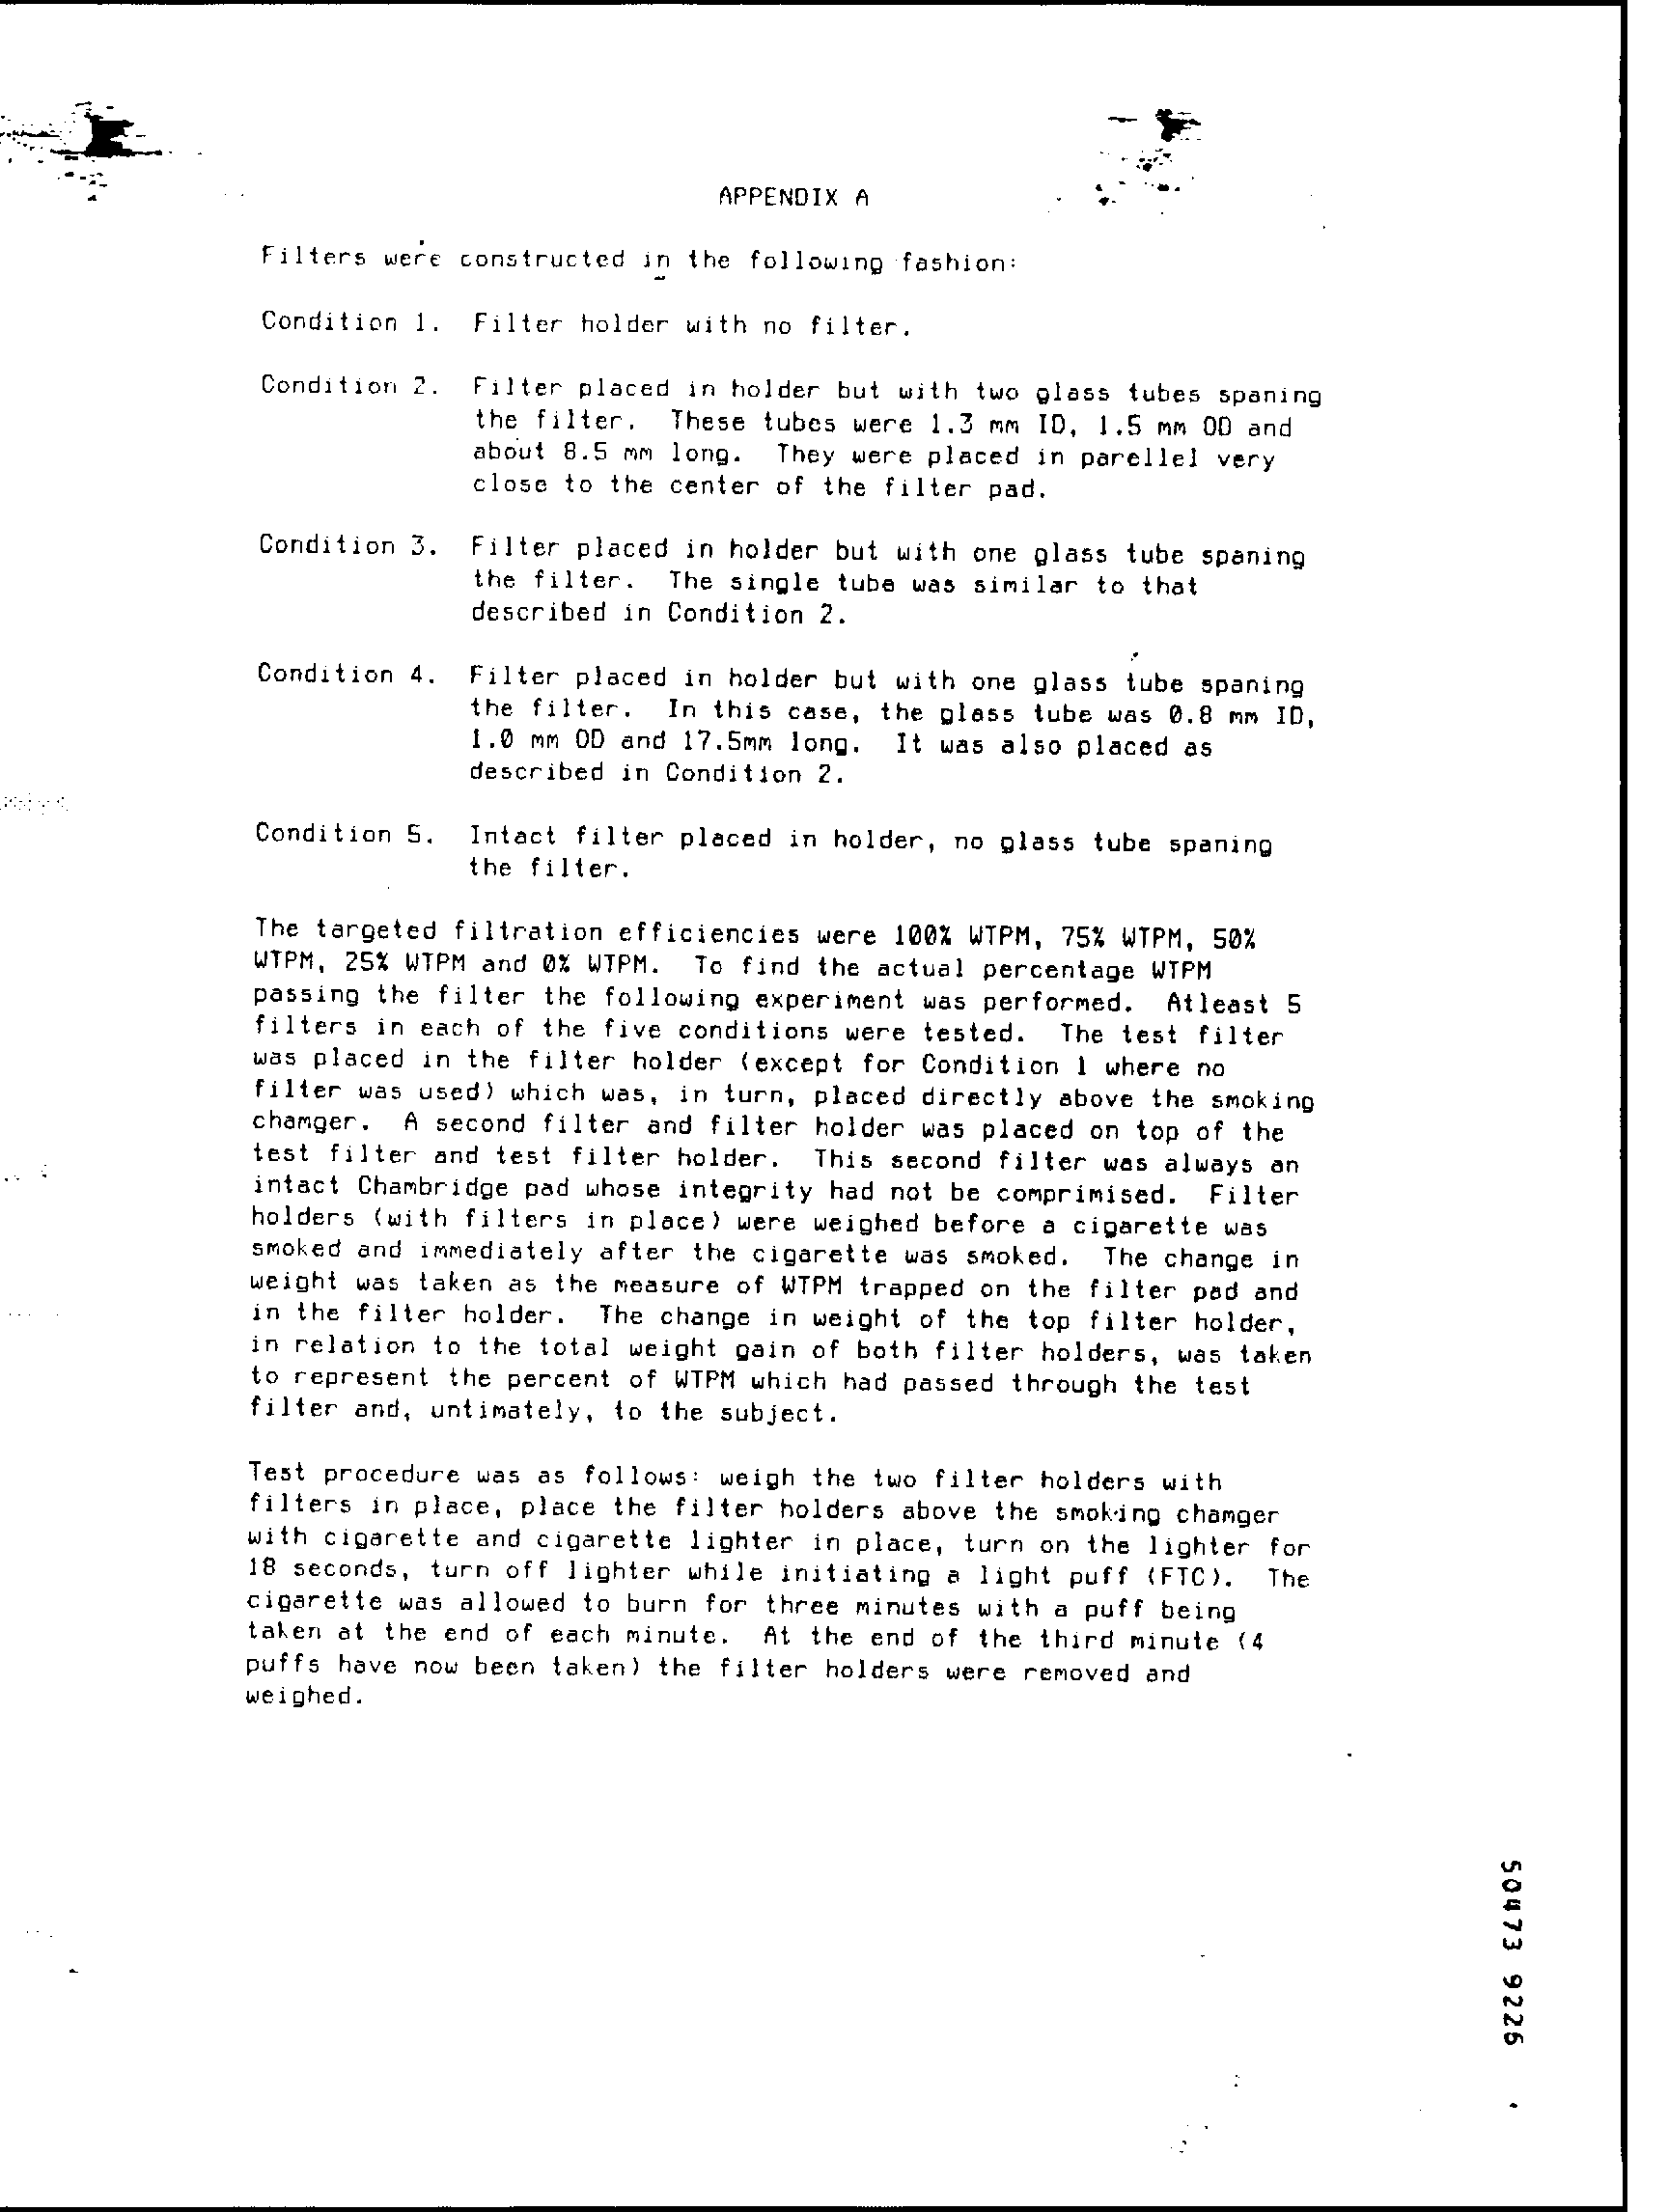 APPENDIX A
Filters were constructed in the following fashion:
Condition 1. Filter holder with no filter.
Condition 2. Filter placed in holder but with two glass tubes spaning
the filter. These tubes were 1.3 mm ID, 1.5 mm OD and
about 8.5 mm long. They were placed in parellel very
close to the center of the filter pad.
Condition 3. Filter placed in holder but with one glass tube spaning
the filter. The single tube was similar to that
described in Condition 2.
Condition 4. Filter placed in holder but with one glass tube spaning
the filter. In this case, the glass tube was 0.8 mm ID,
1.0 mm OD and 17.5mm long. It was also placed as
described in Condition 2.
Condition 5. Intact filter placed in holder, no glass tube spaning
the filter.
The targeted filtration efficiencies were 100% WTPM, 75% WTPM, 50%
WTPM, 25% WTPM and 0% WTPM. To find the actual percentage WTPM
passing the filter the following experiment was performed. Atleast 5
filters in each of the five conditions were tested. The test filter
was placed in the filter holder (except for Condition 1 where no
filter was used) which was, in turn, placed directly above the smoking
chamger. A second filter and filter holder was placed on top of the
test filter and test filter holder. This second filter was always an
intact Chambridge pad whose integrity had not be comprimised. Filter
holders (with filters in place) were weighed before a cigarette was
smoked and immediately after the cigarette was smoked. The change in
weight was taken as the measure of WTPM trapped on the filter pad and
in the filter holder. The change in weight of the top filter holder,
in relation to the total weight gain of both filter holders, was taken
to represent the percent of WTPM which had passed through the test
filter and, untimately, to the subject.
Test procedure was as follows: weigh the two filter holders with
filters in place, place the filter holders above the smoking chamger
with cigarette and cigarette lighter in place, turn on the lighter for
18 seconds, turn off lighter while initiating a light puff (FTC). The
cigarette was allowed to burn for three minutes with a puff being
taken at the end of each minute. At the end of the third minute (4
puffs have now been taken) the filter holders were removed and
weighed.
50473 9226